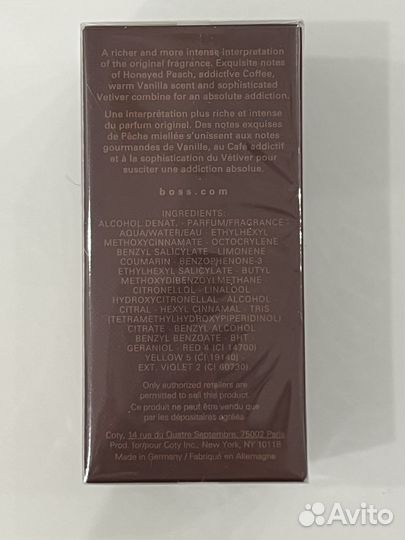 A richer and more intense interpretation
of the original fragrance. Exquisite notes
of Honeyed Peach, addictive Coffee,
warm Vanilla scent and sophisticated
Vetiver combine for an absolute addiction.
Une interprétation plus riche et intense
du parfum originel. Des notes exquises
de Pêche miellée s'unissent aux notes
gourmandes de Vanille, au Café addictif
et à la sophistication du Vétiver pour
susciter une addiction absolue.
boss.com
INGREDIENTS:
ALCOHOL DENAT. - PARFUM/FRAGRANCE -
AQUA/WATER/EAU - ETHYLHEXYL
METHOXYCINNAMATE - OCTOCRYLENE
BENZYL SALICYLATE - LIMONENE
COUMARIN - BENZOPHENONE-3
ETHYLHEXYL SALICYLATE - BUTYL
METHOXYDIBENZOYLMETHANE
CITRONELLOL - LINALOOL
HYDROXYCITRONELLAL - ALCOHOL
- CITRAL - HEXYL CINNAMAL - TRIS
(TETRAMETHYLHYDROXYPIPERIDINOL)
CITRATE - BENZYL ALCOHOL
BENZYL BENZOATE - BHT -
GERANIOL - RED 4 (CI 14700)
YELLOW 5 (CI 19140) -
EXT. VIOLET 2 (CI 60730)
Only authorized retailers are
permitted to sell this product.
Ce produit ne peut être vendu que
par les dépositaires agréés
Coty, 14 rue du Quatre Septembre, 75002 Paris
Prod. for/pour Coty Inc., New York, NY 10118
Made in Germany / Fabriqué en Allemagne
Avito